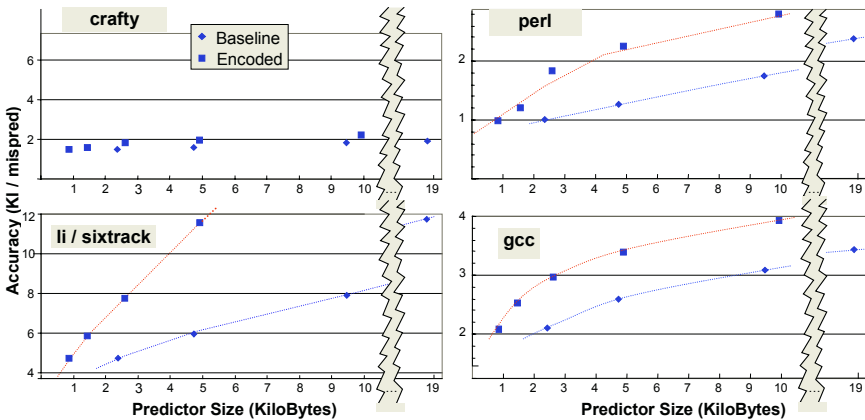 crafty
Baseline
Encoded
6
4
2
1 2 3 4 5 6 7 8 9 10 19
perl
2
1
1 2 3 4 5 6 7 8 9 10 19
Accuracy (KI / mispred)
li / sixtrack
12
10
8
6
4
1 2 3 4 5 6 7 8 9 10 19
Predictor Size (KiloBytes)
gcc
4
3
2
1 2 3 4 5 6 7 8 9 10 19
Predictor Size (KiloBytes)